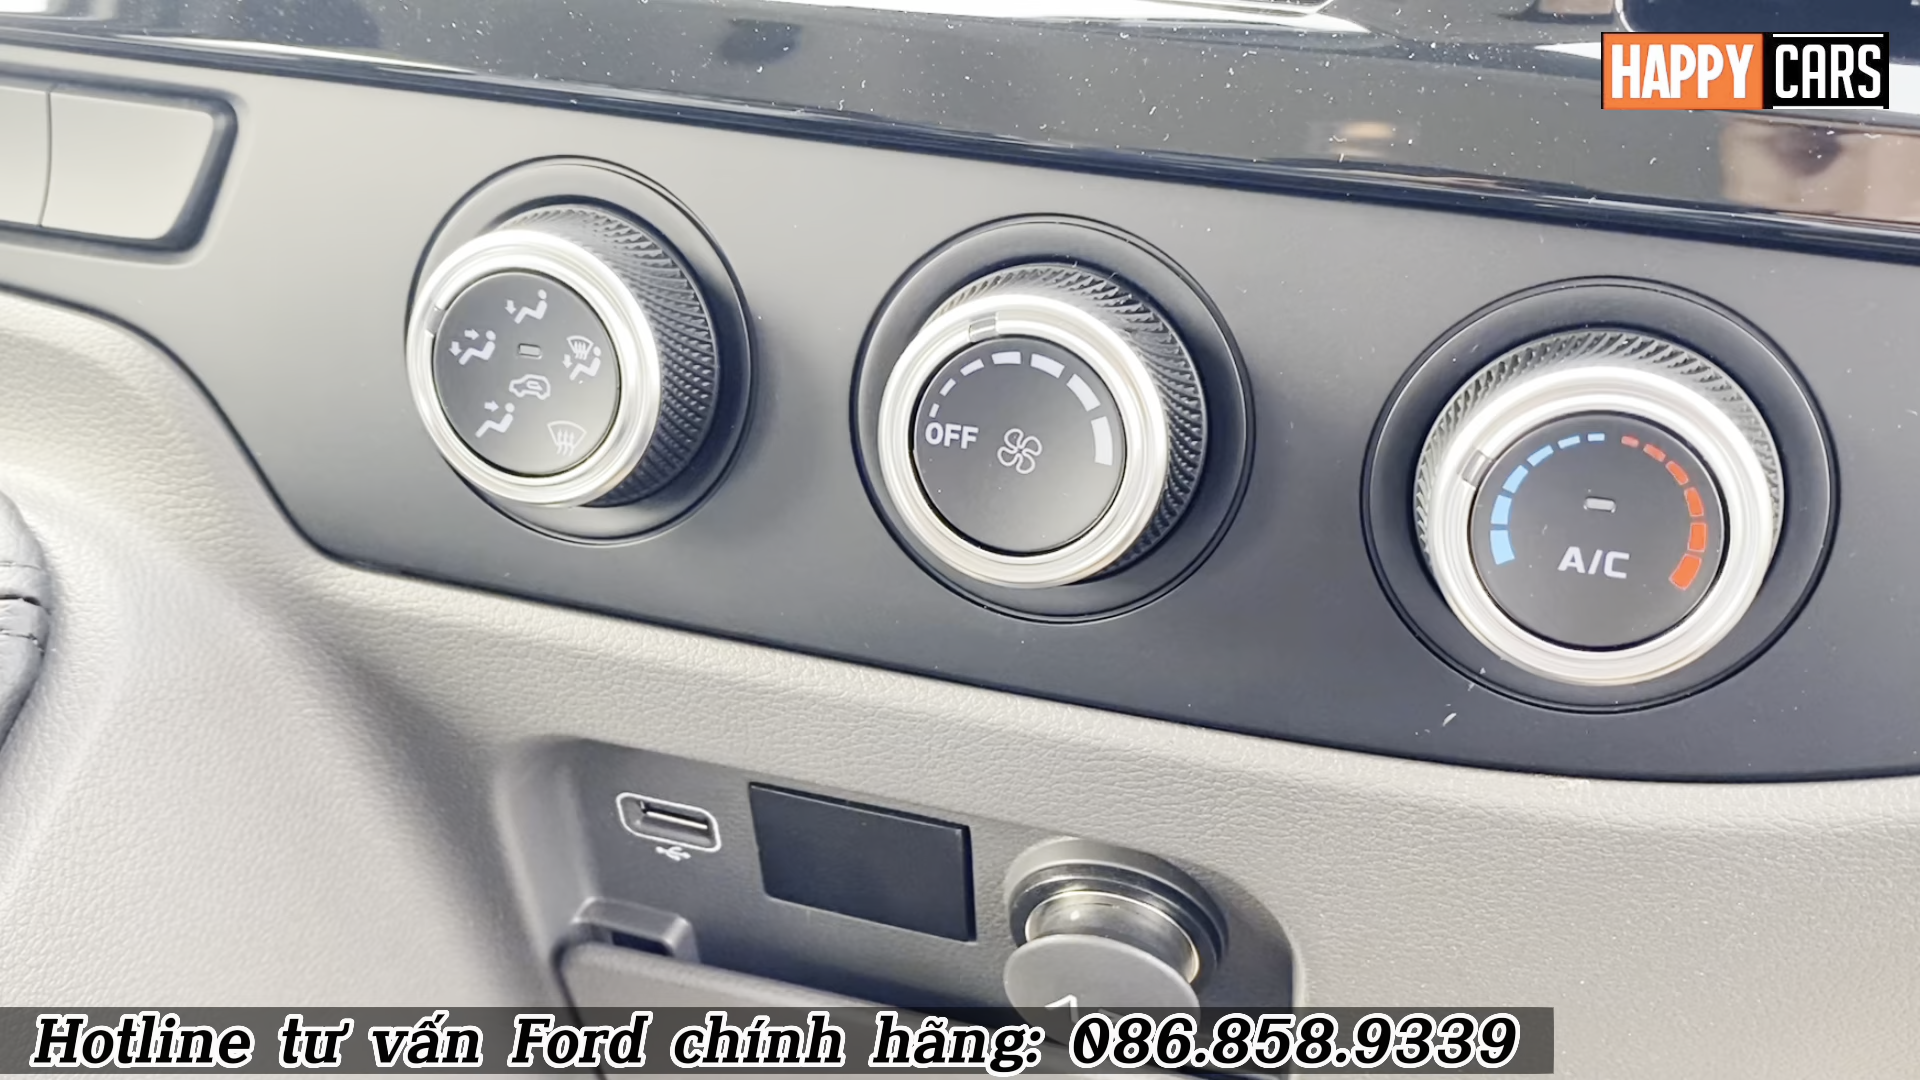 HAPPY CARS
OFF
A/C
Hotline tư vấn Ford chính hãng: 086.858.9339